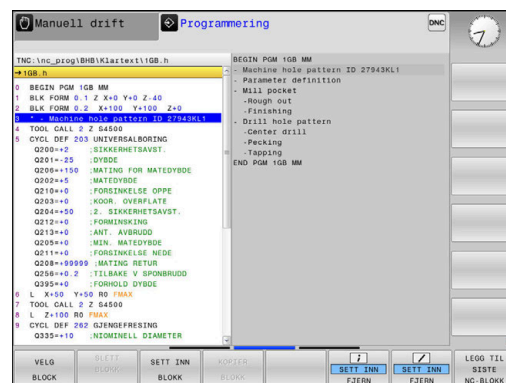 Manuell drift
Programmering
DNC
TNC:\nc_prog\BHB\Klartext\1GB.h
→1GB.h
0 BEGIN PGM 1GB MM
1 BLK FORM 0.1 Z X+0 Y+0 Z-40
2 BLK FORM 0.2 X+100 Y+100 Z+0
3 * - Machine hole pattern ID 27943KL1
4 TOOL CALL 2 Z S4500
5 CYCL DEF 203 UNIVERSALBORING
Q200=+2 ;SIKKERHETSAVST.
Q201=-25 ;DYBDE
Q206=+150 ;MATING FOR MATEDYBDE
Q202=+5 ;MATEDYBDE
Q210=+0 ;FORSINKELSE OPPE
Q203=+0 ;KOOR. OVERFLATE
Q204=+50 ;2. SIKKERHETSAVST.
Q212=+0 ;FORMINSKING
Q213=+0 ;ANT. AVBRUDD
Q205=+0 ;MIN. MATEDYBDE
Q211=+0 ;FORSINKELSE NEDE
Q208=+99999 ;MATING RETUR
Q256=+0.2 ;TILBAKE V SPONBRUDD
Q395=+0 ;FORHOLD DYBDE
6 L X+50 Y+50 R0 FMAX
7 TOOL CALL 2 Z S4500
8 L Z+100 R0 FMAX
9 CYCL DEF 262 GJENGEFRESING
Q335=+10 ;NIOMINELL DIAMETER
BEGIN PGM 1GB MM
- Machine hole pattern ID 27943KL1
- Parameter definition
- Mill pocket
-Rough out
-Finishing
- Drill hole pattern
-Center drill
-Pecking
-Tapping
END PGM 1GB MM
VELG
BLOCK
SLETT
BLOKK
SETT INN
BLOKK
KOPIER
BLOKK
;
SETT INN
FJERN
/
SETT INN
FJERN
LEGG TIL
SISTE
NC-BLOKK